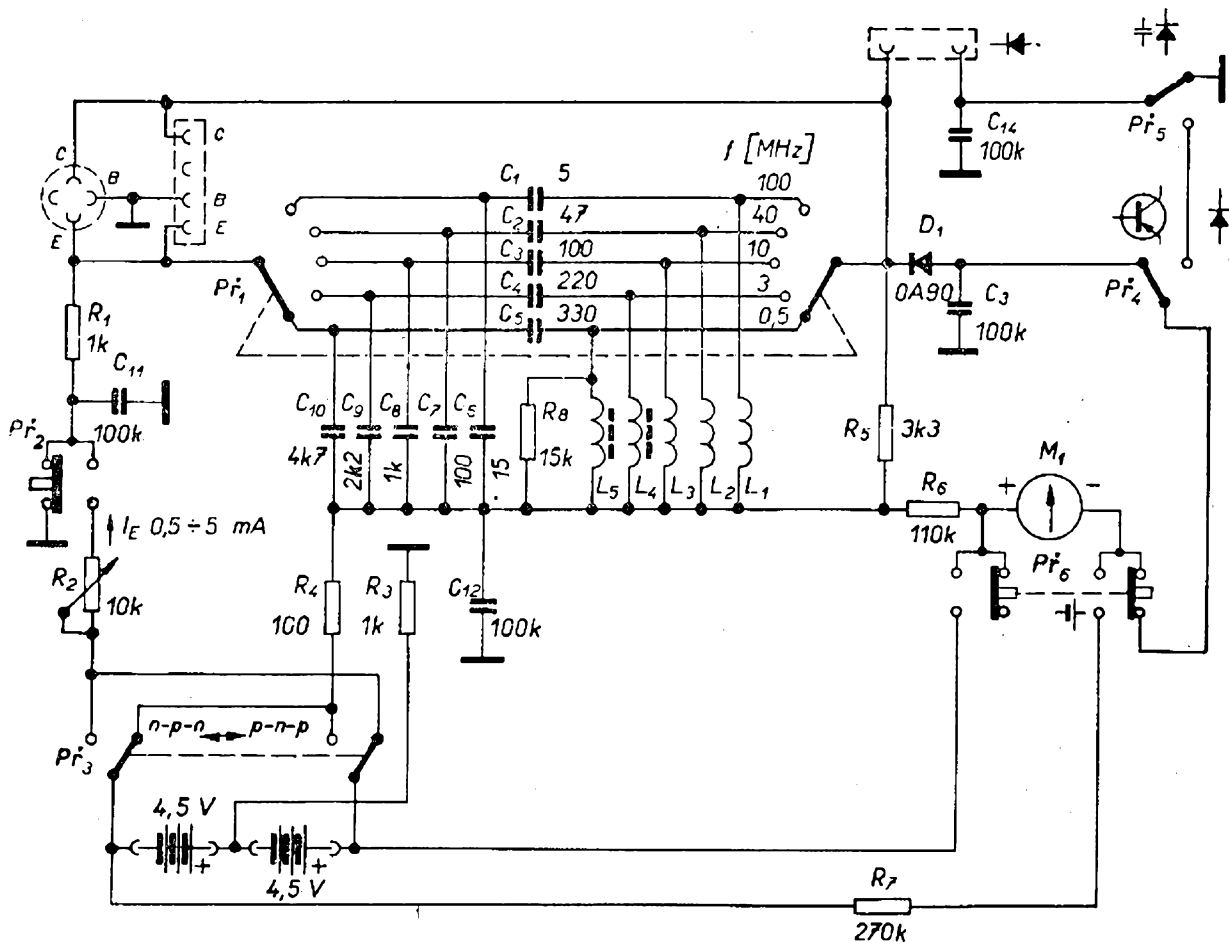 C
B
E
C
B
E
f [MHz]
C1 5 100
C2 47 40
C3 100 10
C4 220 3
C5 330 0,5
C14
100k
Př5
D1
0A90
C3
100k
Př4
Př1
R1
1k
C11
100k
Př2
IE 0,5 ÷ 5 mA
R2
10k
C10 C9 C8 C7 C6
4k7 2k2 1k 100 15
R8
15k
L5 L4 L3 L2 L1
R5 3k3
R6
110k
M1
+ -
Př6
R4
100
R3
1k
C12
100k
n-p-n p-n-p
Př3
4,5 V
+
+
4,5 V
R7
270k